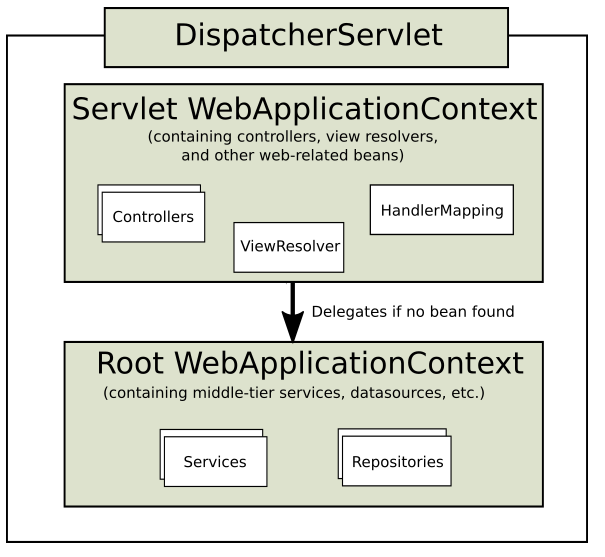 DispatcherServlet
Servlet WebApplicationContext
(containing controllers, view resolvers,
and other web-related beans)
Controllers
HandlerMapping
ViewResolver
Delegates if no bean found
Root WebApplicationContext
(containing middle-tier services, datasources, etc.)
Services
Repositories